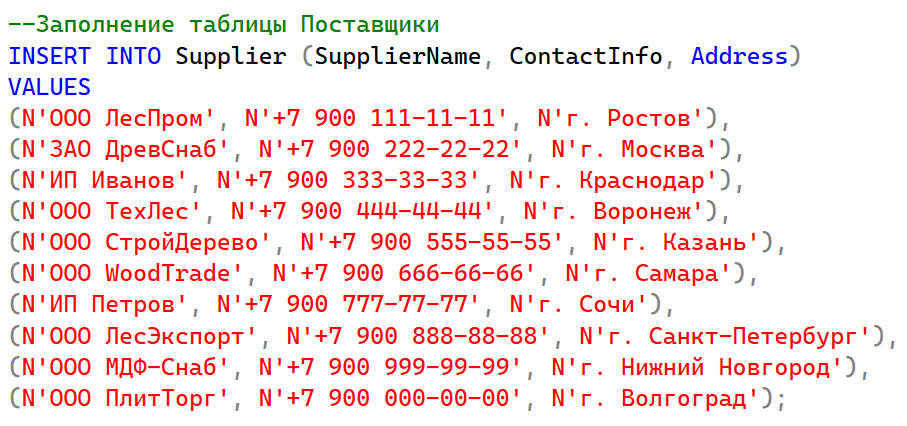 --Заполнение таблицы Поставщики
INSERT INTO Supplier (SupplierName, ContactInfo, Address)
VALUES
(N'ООО ЛесПром', N'+7 900 111-11-11', N'г. Ростов'),
(N'ЗАО ДревСнаб', N'+7 900 222-22-22', N'г. Москва'),
(N'ИП Иванов', N'+7 900 333-33-33', N'г. Краснодар'),
(N'ООО ТехЛес', N'+7 900 444-44-44', N'г. Воронеж'),
(N'ООО СтройДерево', N'+7 900 555-55-55', N'г. Казань'),
(N'ООО WoodTrade', N'+7 900 666-66-66', N'г. Самара'),
(N'ИП Петров', N'+7 900 777-77-77', N'г. Сочи'),
(N'ООО ЛесЭкспорт', N'+7 900 888-88-88', N'г. Санкт-Петербург'),
(N'ООО МДФ-Снаб', N'+7 900 999-99-99', N'г. Нижний Новгород'),
(N'ООО ПлитТорг', N'+7 900 000-00-00', N'г. Волгоград');